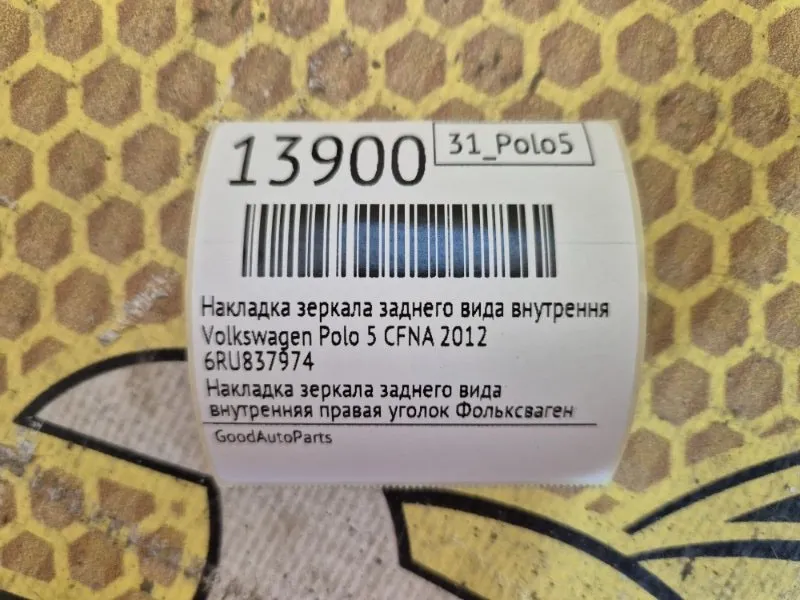 13900
31_Polo5
Накладка зеркала заднего вида внутрення
Volkswagen Polo 5 CFNA 2012
6RU837974
Накладка зеркала заднего вида
внутренняя правая уголок Фольксваген
GoodAutoParts